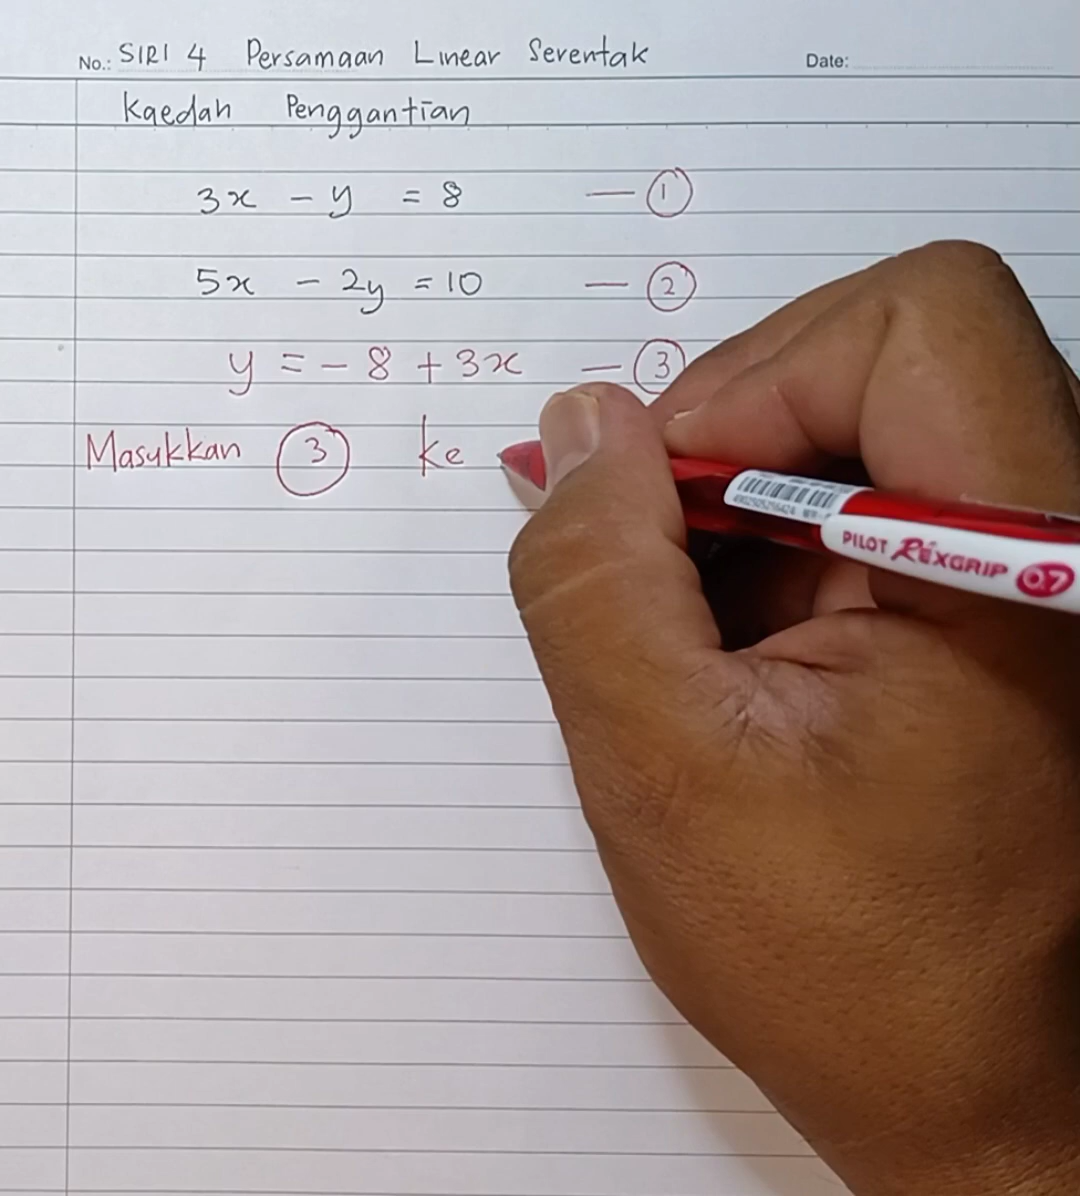 No.: SIRI 4 Persamaan Linear Serentak Date:
Kaedah Penggantian
3x - y = 8 — ①
5x - 2y = 10 — ②
y = - 8 + 3x — ③
Masukkan ③ ke
PILOT REXGRIP 0.7